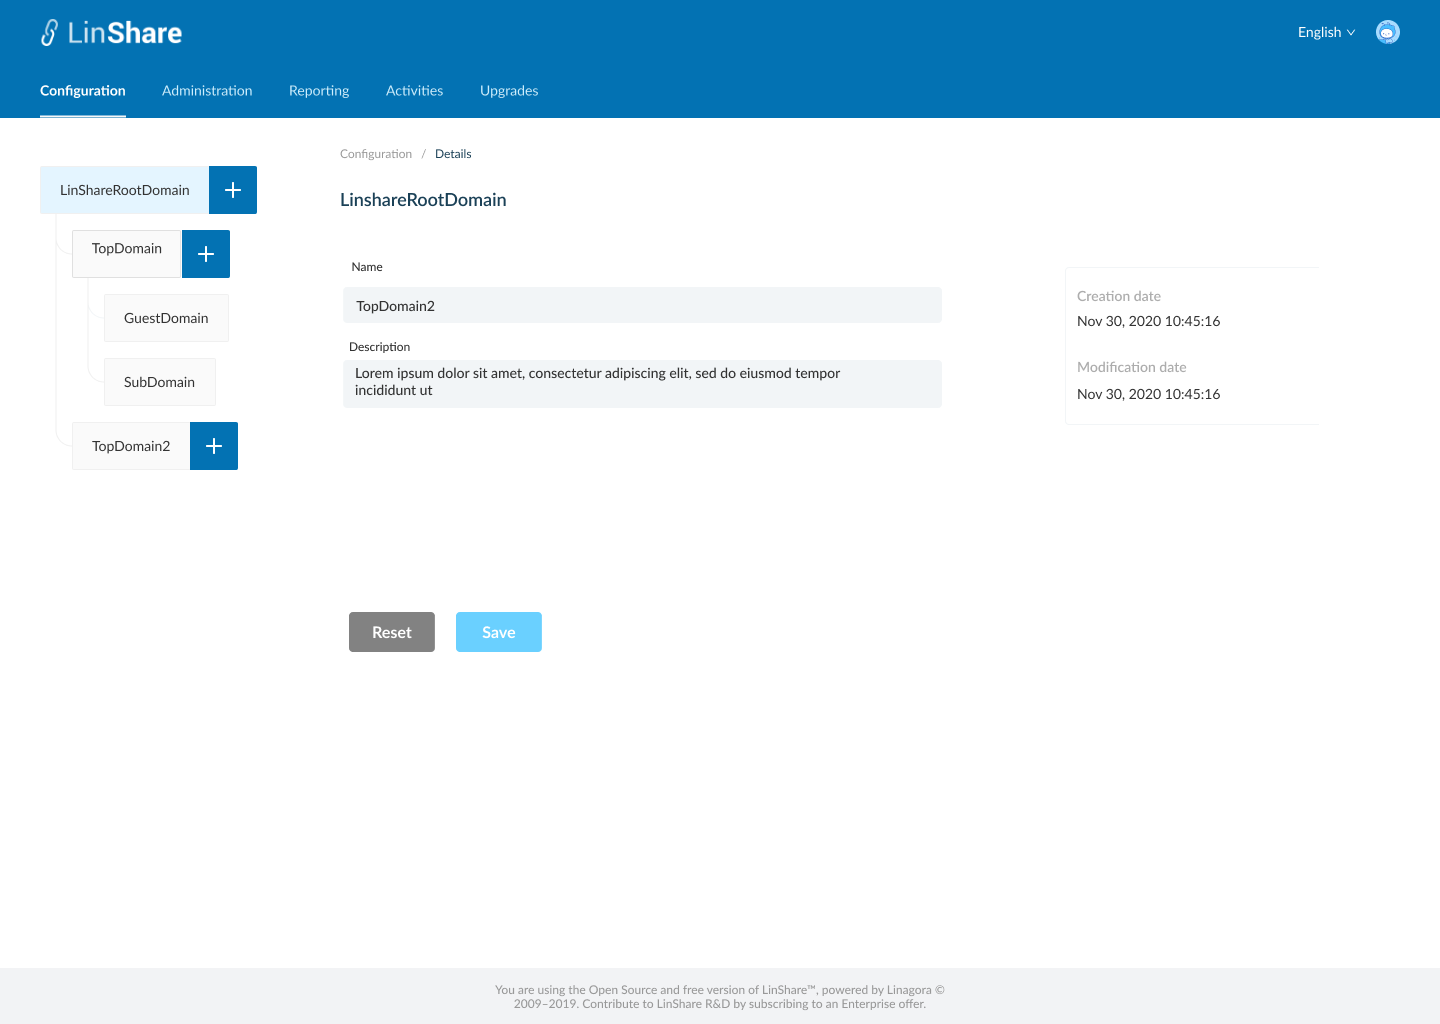 LinShare
English
Configuration Administration Reporting Activities Upgrades
Configuration / Details
LinShareRootDomain
LinshareRootDomain
TopDomain
GuestDomain
SubDomain
TopDomain2
Name
TopDomain2
Description
Lorem ipsum dolor sit amet, consectetur adipiscing elit, sed do eiusmod tempor
incididunt ut
Creation date
Nov 30, 2020 10:45:16
Modification date
Nov 30, 2020 10:45:16
Reset Save
You are using the Open Source and free version of LinShare™, powered by Linagora ©
2009–2019. Contribute to LinShare R&D by subscribing to an Enterprise offer.